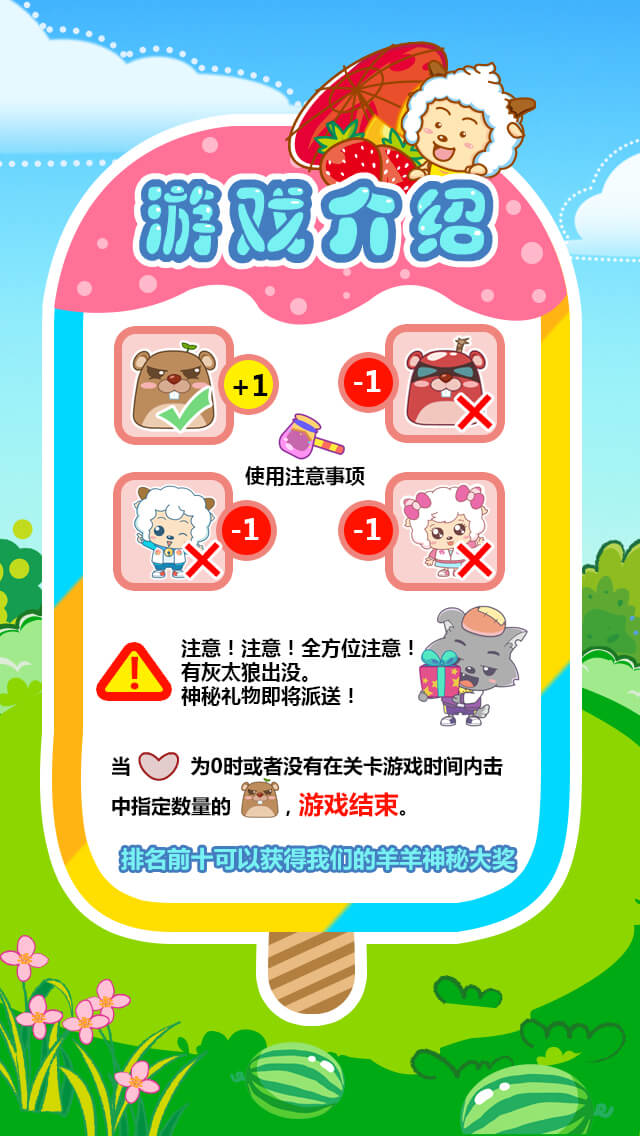 游戏介绍
+1
-1
使用注意事项
-1
-1
注意！注意！全方位注意！
有灰太狼出没。
神秘礼物即将派送！
当 为0时或者没有在关卡游戏时间内击
中指定数量的 ，游戏结束。
排名前十可以获得我们的羊羊神秘大奖